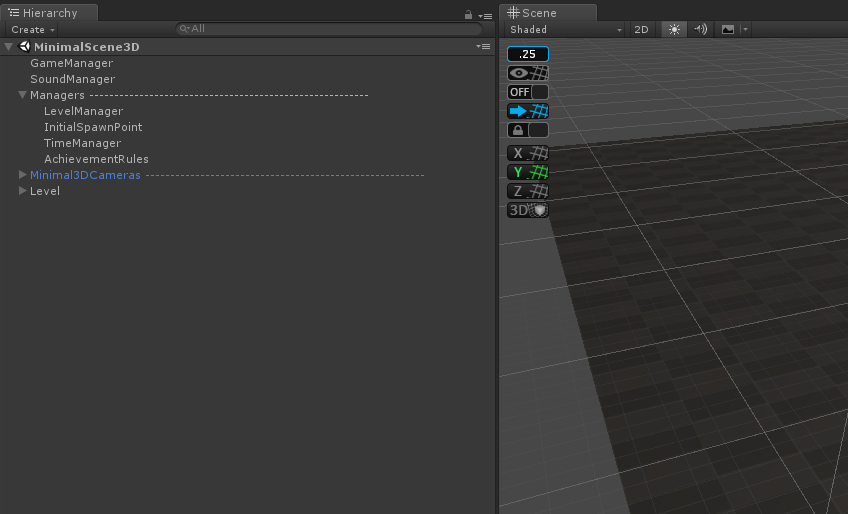 Hierarchy
Create
All
MinimalScene3D
GameManager
SoundManager
Managers --------------------------------------------------------
LevelManager
InitialSpawnPoint
TimeManager
AchievementRules
Minimal3DCameras --------------------------------------------------------
Level
Scene
Shaded 2D
.25
OFF
X
Y
Z
3D